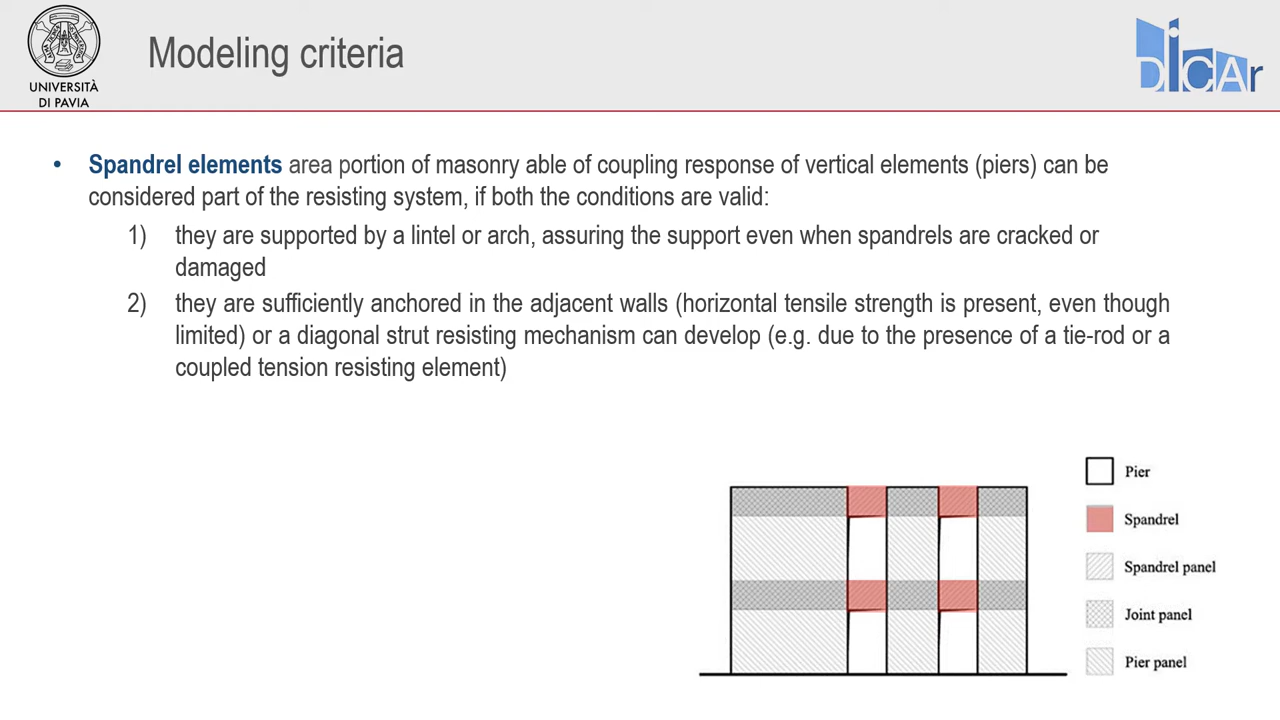 UNIVERSITÀ
DI PAVIA
Modeling criteria
DICAr
• Spandrel elements area portion of masonry able of coupling response of vertical elements (piers) can be
considered part of the resisting system, if both the conditions are valid:
1) they are supported by a lintel or arch, assuring the support even when spandrels are cracked or
damaged
2) they are sufficiently anchored in the adjacent walls (horizontal tensile strength is present, even though
limited) or a diagonal strut resisting mechanism can develop (e.g. due to the presence of a tie-rod or a
coupled tension resisting element)
Pier
Spandrel
Spandrel panel
Joint panel
Pier panel